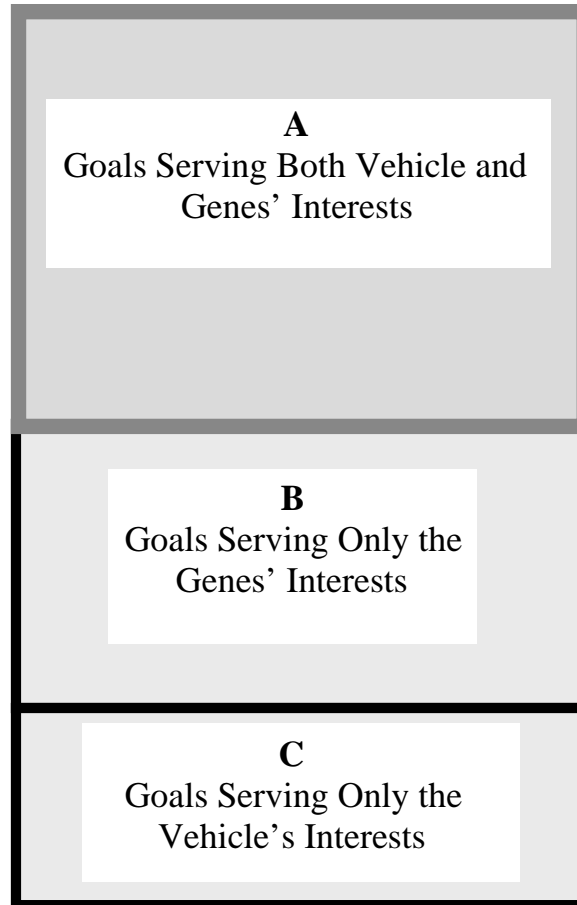 A
Goals Serving Both Vehicle and
Genes’ Interests
B
Goals Serving Only the
Genes’ Interests
C
Goals Serving Only the
Vehicle’s Interests